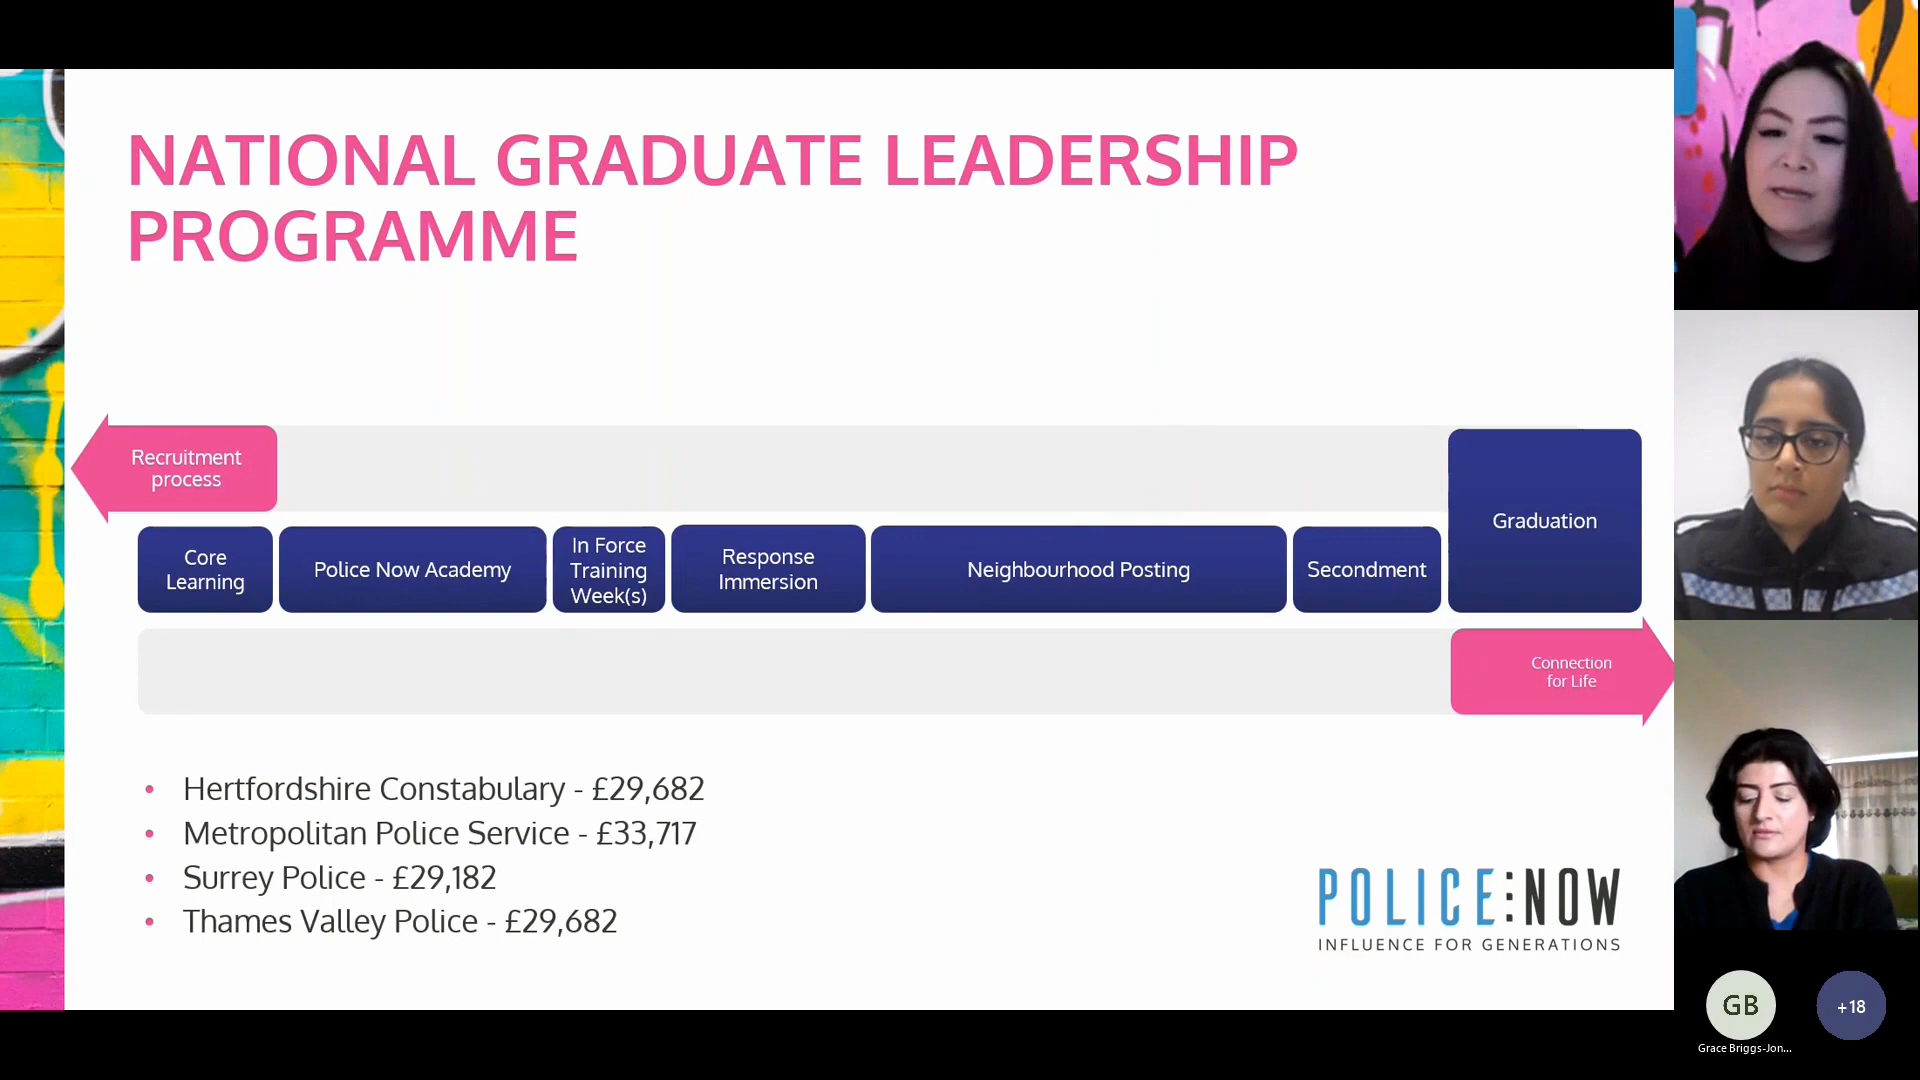 NATIONAL GRADUATE LEADERSHIP
PROGRAMME
Recruitment
process
Core
Learning
Police Now Academy
In Force
Training
Week(s)
Response
Immersion
Neighbourhood Posting
Secondment
Graduation
Connection
for Life
• Hertfordshire Constabulary - £29,682
• Metropolitan Police Service - £33,717
• Surrey Police - £29,182
• Thames Valley Police - £29,682
POLICE:NOW
INFLUENCE FOR GENERATIONS
GB
+18
Grace Briggs-Jon...